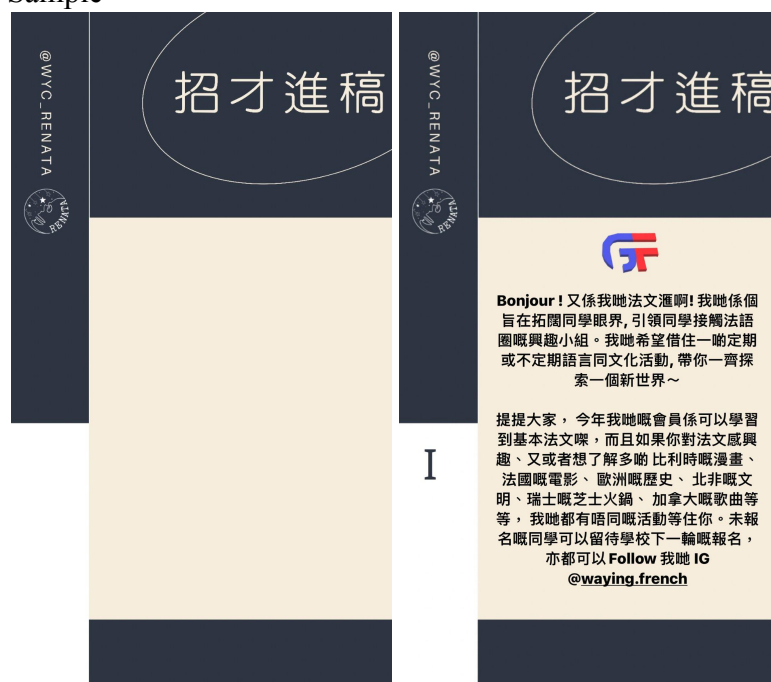 Sample
@WYC_RENATA
招才進稿
RENATA
@WYC_RENATA
招才進稿
RENATA
GF
Bonjour ! 又係我哋法文滙啊! 我哋係個
旨在拓闊同學眼界, 引領同學接觸法語
圈嘅興趣小組。我哋希望借住一啲定期
或不定期語言同文化活動, 帶你一齊探
索一個新世界～
提提大家， 今年我哋嘅會員係可以學習
到基本法文㗎，而且如果你對法文感興
趣、又或者想了解多啲 比利時嘅漫畫、
法國嘅電影、 歐洲嘅歷史、 北非嘅文
明、瑞士嘅芝士火鍋、 加拿大嘅歌曲等
等， 我哋都有唔同嘅活動等住你。未報
名嘅同學可以留待學校下一輪嘅報名，
亦都可以 Follow 我哋 IG
@waying.french
I